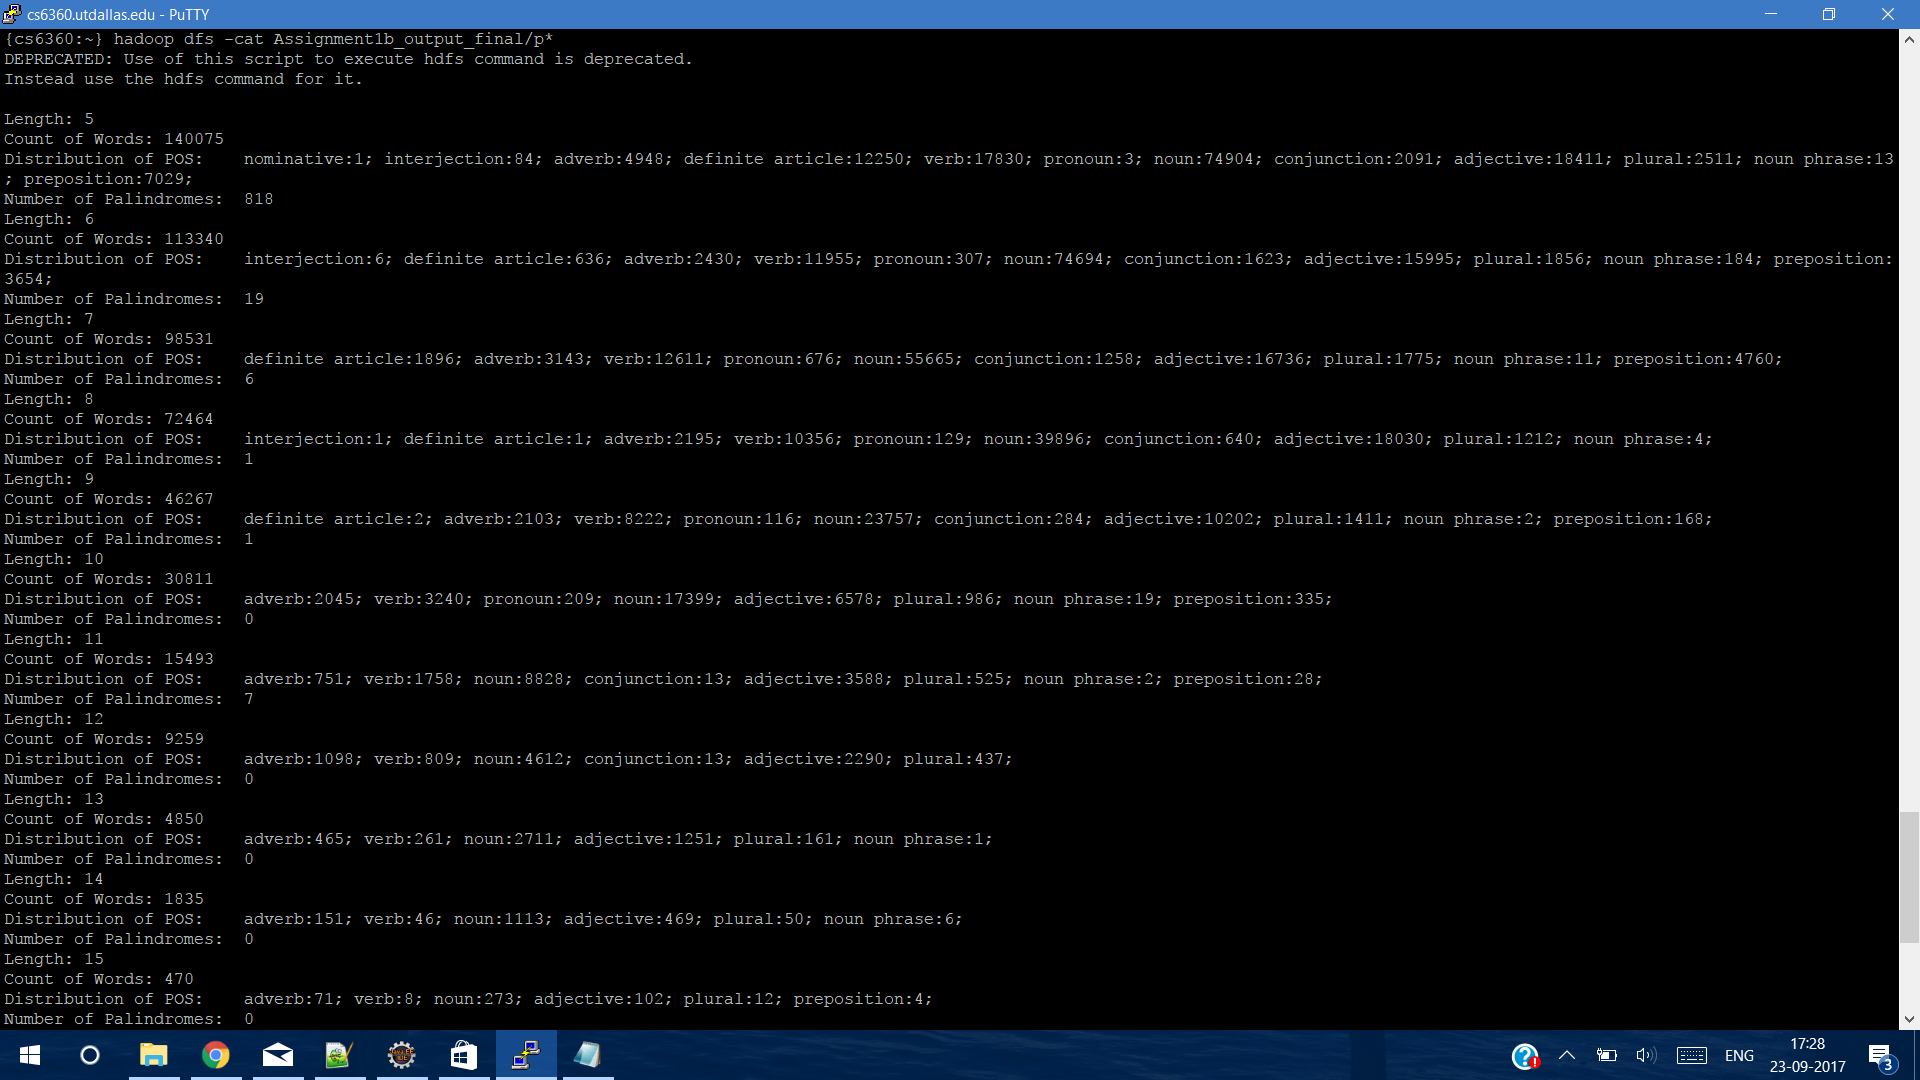 cs6360.utdallas.edu - PuTTY
{cs6360:~} hadoop dfs -cat Assignment1b_output_final/p*
DEPRECATED: Use of this script to execute hdfs command is deprecated.
Instead use the hdfs command for it.
Length: 5
Count of Words: 140075
Distribution of POS: nominative:1; interjection:84; adverb:4948; definite article:12250; verb:17830; pronoun:3; noun:74904; conjunction:2091; adjective:18411; plural:2511; noun phrase:13
; preposition:7029;
Number of Palindromes: 818
Length: 6
Count of Words: 113340
Distribution of POS: interjection:6; definite article:636; adverb:2430; verb:11955; pronoun:307; noun:74694; conjunction:1623; adjective:15995; plural:1856; noun phrase:184; preposition:
3654;
Number of Palindromes: 19
Length: 7
Count of Words: 98531
Distribution of POS: definite article:1896; adverb:3143; verb:12611; pronoun:676; noun:55665; conjunction:1258; adjective:16736; plural:1775; noun phrase:11; preposition:4760;
Number of Palindromes: 6
Length: 8
Count of Words: 72464
Distribution of POS: interjection:1; definite article:1; adverb:2195; verb:10356; pronoun:129; noun:39896; conjunction:640; adjective:18030; plural:1212; noun phrase:4;
Number of Palindromes: 1
Length: 9
Count of Words: 46267
Distribution of POS: definite article:2; adverb:2103; verb:8222; pronoun:116; noun:23757; conjunction:284; adjective:10202; plural:1411; noun phrase:2; preposition:168;
Number of Palindromes: 1
Length: 10
Count of Words: 30811
Distribution of POS: adverb:2045; verb:3240; pronoun:209; noun:17399; adjective:6578; plural:986; noun phrase:19; preposition:335;
Number of Palindromes: 0
Length: 11
Count of Words: 15493
Distribution of POS: adverb:751; verb:1758; noun:8828; conjunction:13; adjective:3588; plural:525; noun phrase:2; preposition:28;
Number of Palindromes: 7
Length: 12
Count of Words: 9259
Distribution of POS: adverb:1098; verb:809; noun:4612; conjunction:13; adjective:2290; plural:437;
Number of Palindromes: 0
Length: 13
Count of Words: 4850
Distribution of POS: adverb:465; verb:261; noun:2711; adjective:1251; plural:161; noun phrase:1;
Number of Palindromes: 0
Length: 14
Count of Words: 1835
Distribution of POS: adverb:151; verb:46; noun:1113; adjective:469; plural:50; noun phrase:6;
Number of Palindromes: 0
Length: 15
Count of Words: 470
Distribution of POS: adverb:71; verb:8; noun:273; adjective:102; plural:12; preposition:4;
Number of Palindromes: 0
ENG
17:28
23-09-2017
3